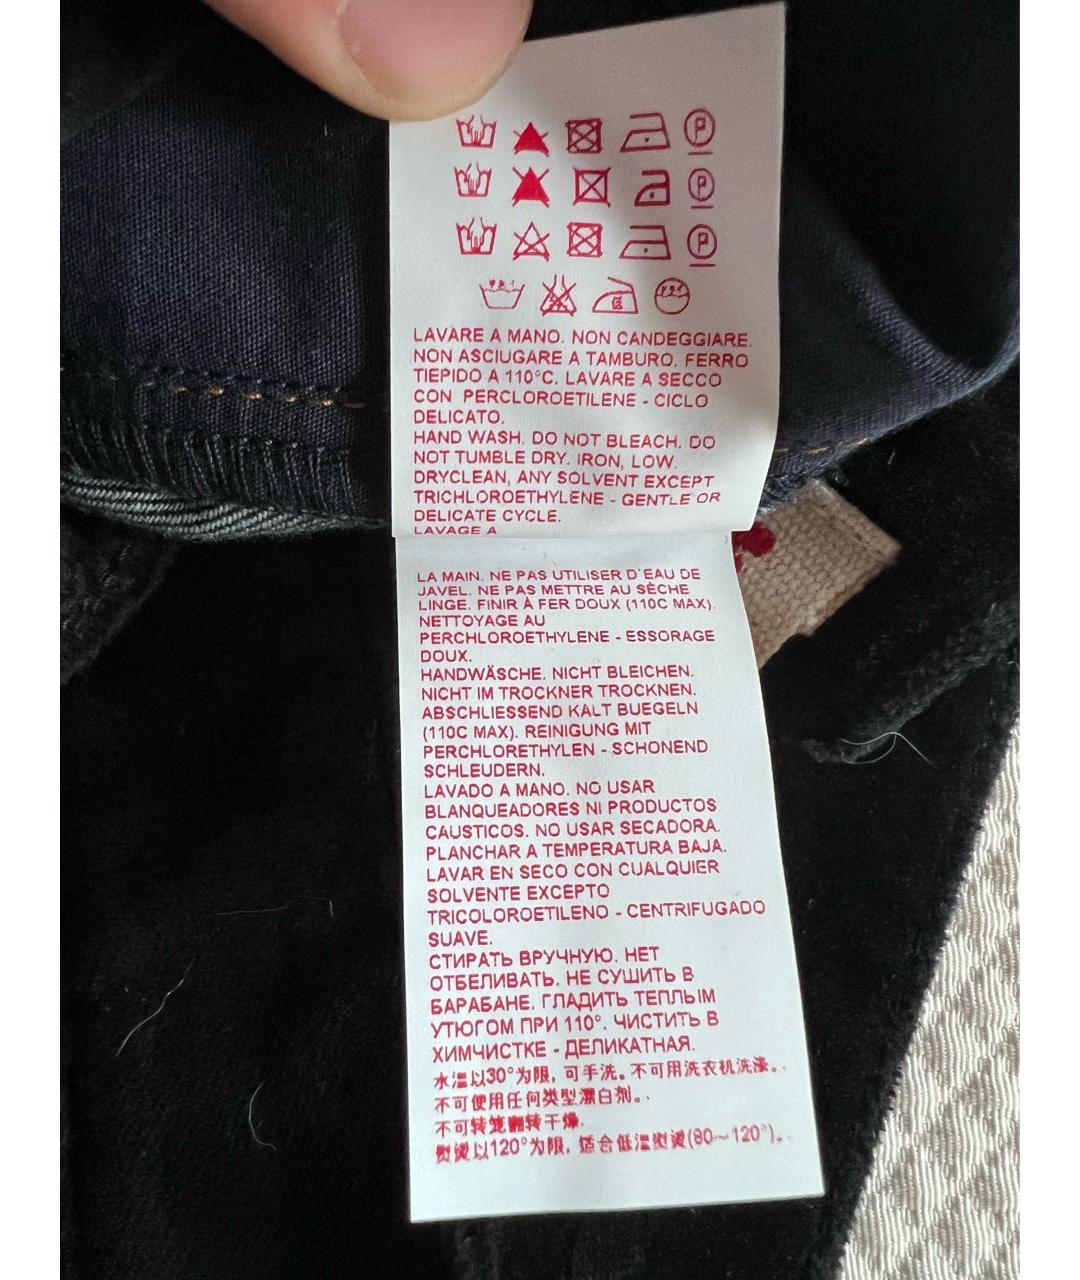 LAVARE A MANO. NON CANDEGGIARE.
NON ASCIUGARE A TAMBURO. FERRO
TIEPIDO A 110°C. LAVARE A SECCO
CON PERCLOROETILENE - CICLO
DELICATO.
HAND WASH. DO NOT BLEACH. DO
NOT TUMBLE DRY. IRON, LOW.
DRYCLEAN, ANY SOLVENT EXCEPT
TRICHLOROETHYLENE - GENTLE OR
DELICATE CYCLE.
LAVAGE A
LA MAIN. NE PAS UTILISER D'EAU DE
JAVEL. NE PAS METTRE AU SÈCHE
LINGE. FINIR À FER DOUX (110C MAX).
NETTOYAGE AU
PERCHLOROETHYLENE - ESSORAGE
DOUX.
HANDWÄSCHE. NICHT BLEICHEN.
NICHT IM TROCKNER TROCKNEN.
ABSCHLIESSEND KALT BUEGELN
(110C MAX). REINIGUNG MIT
PERCHLORETHYLEN - SCHONEND
SCHLEUDERN.
LAVADO A MANO. NO USAR
BLANQUEADORES NI PRODUCTOS
CAUSTICOS. NO USAR SECADORA.
PLANCHAR A TEMPERATURA BAJA.
LAVAR EN SECO CON CUALQUIER
SOLVENTE EXCEPTO
TRICOLOROETILENO - CENTRIFUGADO
SUAVE.
СТИРАТЬ ВРУЧНУЮ. НЕТ
ОТБЕЛИВАТЬ. НЕ СУШИТЬ В
БАРАБАНЕ. ГЛАДИТЬ ТЕПЛЫМ
УТЮГОМ ПРИ 110°. ЧИСТИТЬ В
ХИМЧИСТКЕ - ДЕЛИКАТНАЯ.
水温以30°为限, 可手洗。不可用洗衣机洗涤。.
不可使用任何类型漂白剂。.
不可转笼翻转干燥.
熨烫以120°为限, 适合低温熨烫(80~120°)。.